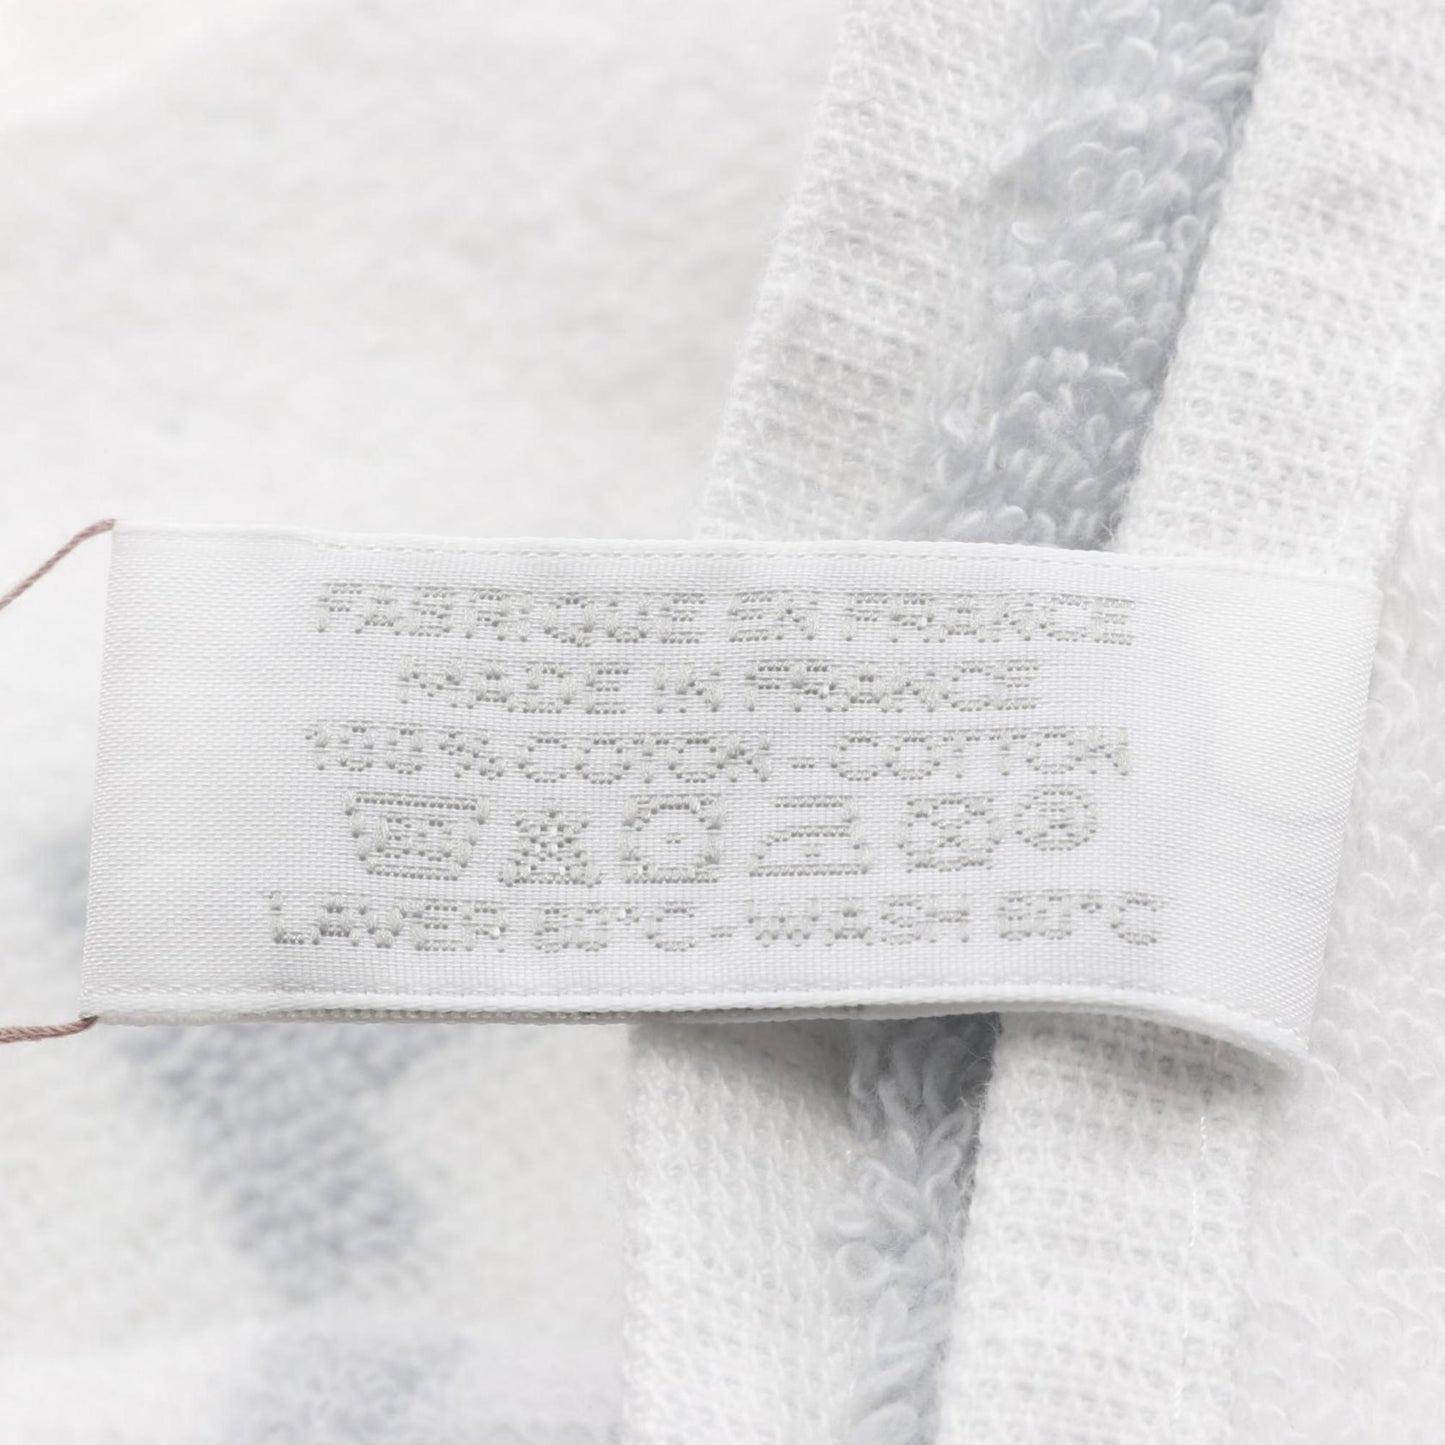 FABRIQUE EN FRANCE
MADE IN FRANCE
100% COTON - COTTON
LAVER 60°C - WASH 60°C